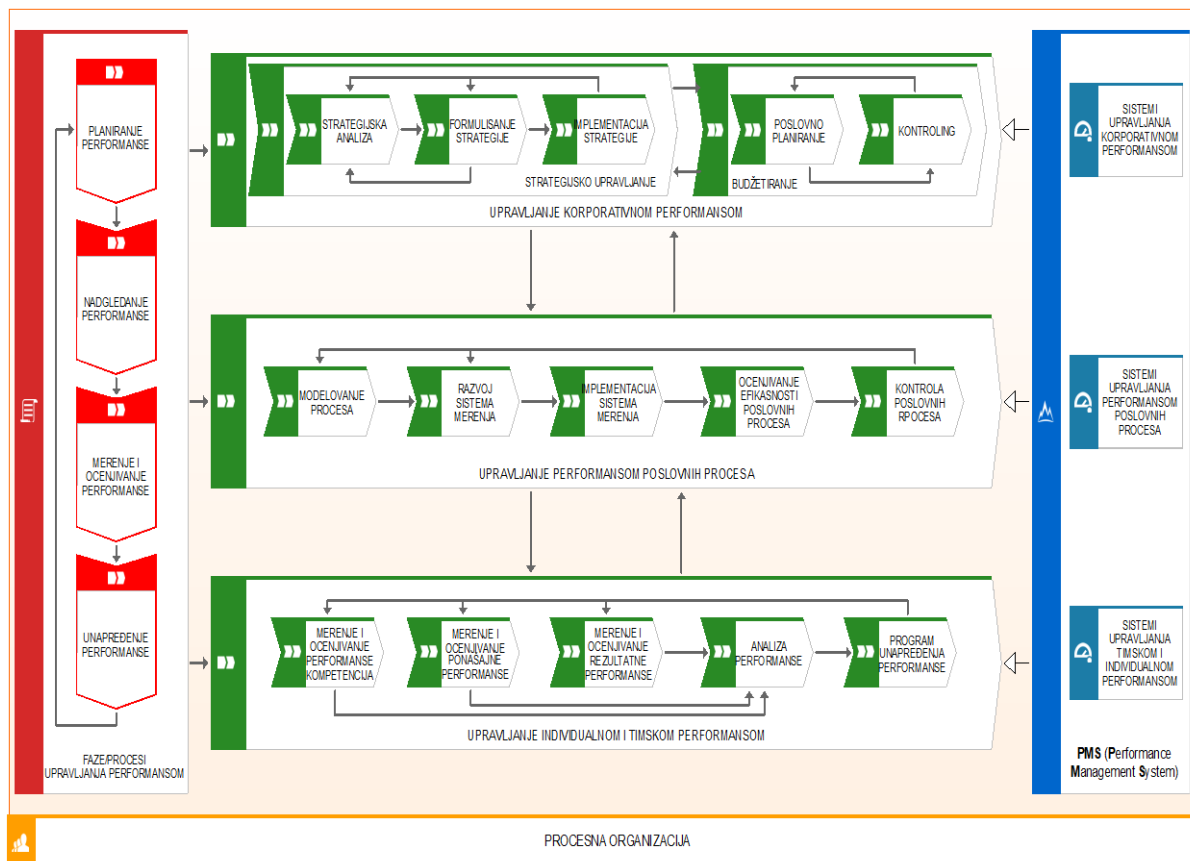 PLANIRANJE
PERFORMANSE
NADGLEDANJE
PERFORMANSE
MERENJE I
OCENJIVANJE
PERFORMANSE
UNAPREĐENJE
PERFORMANSE
FAZE/PROCESI
UPRAVLJANJA PERFORMANSOM
STRATEGIJSKA
ANALIZA
FORMULISANJE
STRATEGIJE
IMPLEMENTACIJA
STRATEGIJE
STRATEGIJSKO UPRAVLJANJE
POSLOVNO
PLANIRANJE
KONTROLING
BUDŽETIRANJE
UPRAVLJANJE KORPORATIVNOM PERFORMANSOM
MODELOVANJE
PROCESA
RAZVOJ
SISTEMA
MERENJA
IMPLEMENTACIJA
SISTEMA
MERENJA
OCENJIVANJE
EFIKASNOSTI
POSLOVNIH
PROCESA
KONTROLA
POSLOVNIH
RPOCESA
UPRAVLJANJE PERFORMANSOM POSLOVNIH PROCESA
MERENJE I
OCENJIVANJE
PERFORMANSE
KOMPETENCIJA
MERENJE I
OCENJIVANJE
PONAŠAJNE
PERFORMANSE
MERENJE I
OCENJIVANJE
REZULTATNE
PERFORMANSE
ANALIZA
PERFORMANSE
PROGRAM
UNAPREĐENJA
PERFORMANSE
UPRAVLJANJE INDIVIDUALNOM I TIMSKOM PERFORMANSOM
SISTEMI
UPRAVLJANJA
KORPORATIVNOM
PERFORMANSOM
SISTEMI
UPRAVLJANJA
PERFORMANSOM
POSLOVNIH
PROCESA
SISTEMI
UPRAVLJANJA
TIMSKOM I
INDIVIDUALNOM
PERFORMANSOM
PMS (Performance
Management System)
PROCESNA ORGANIZACIJA